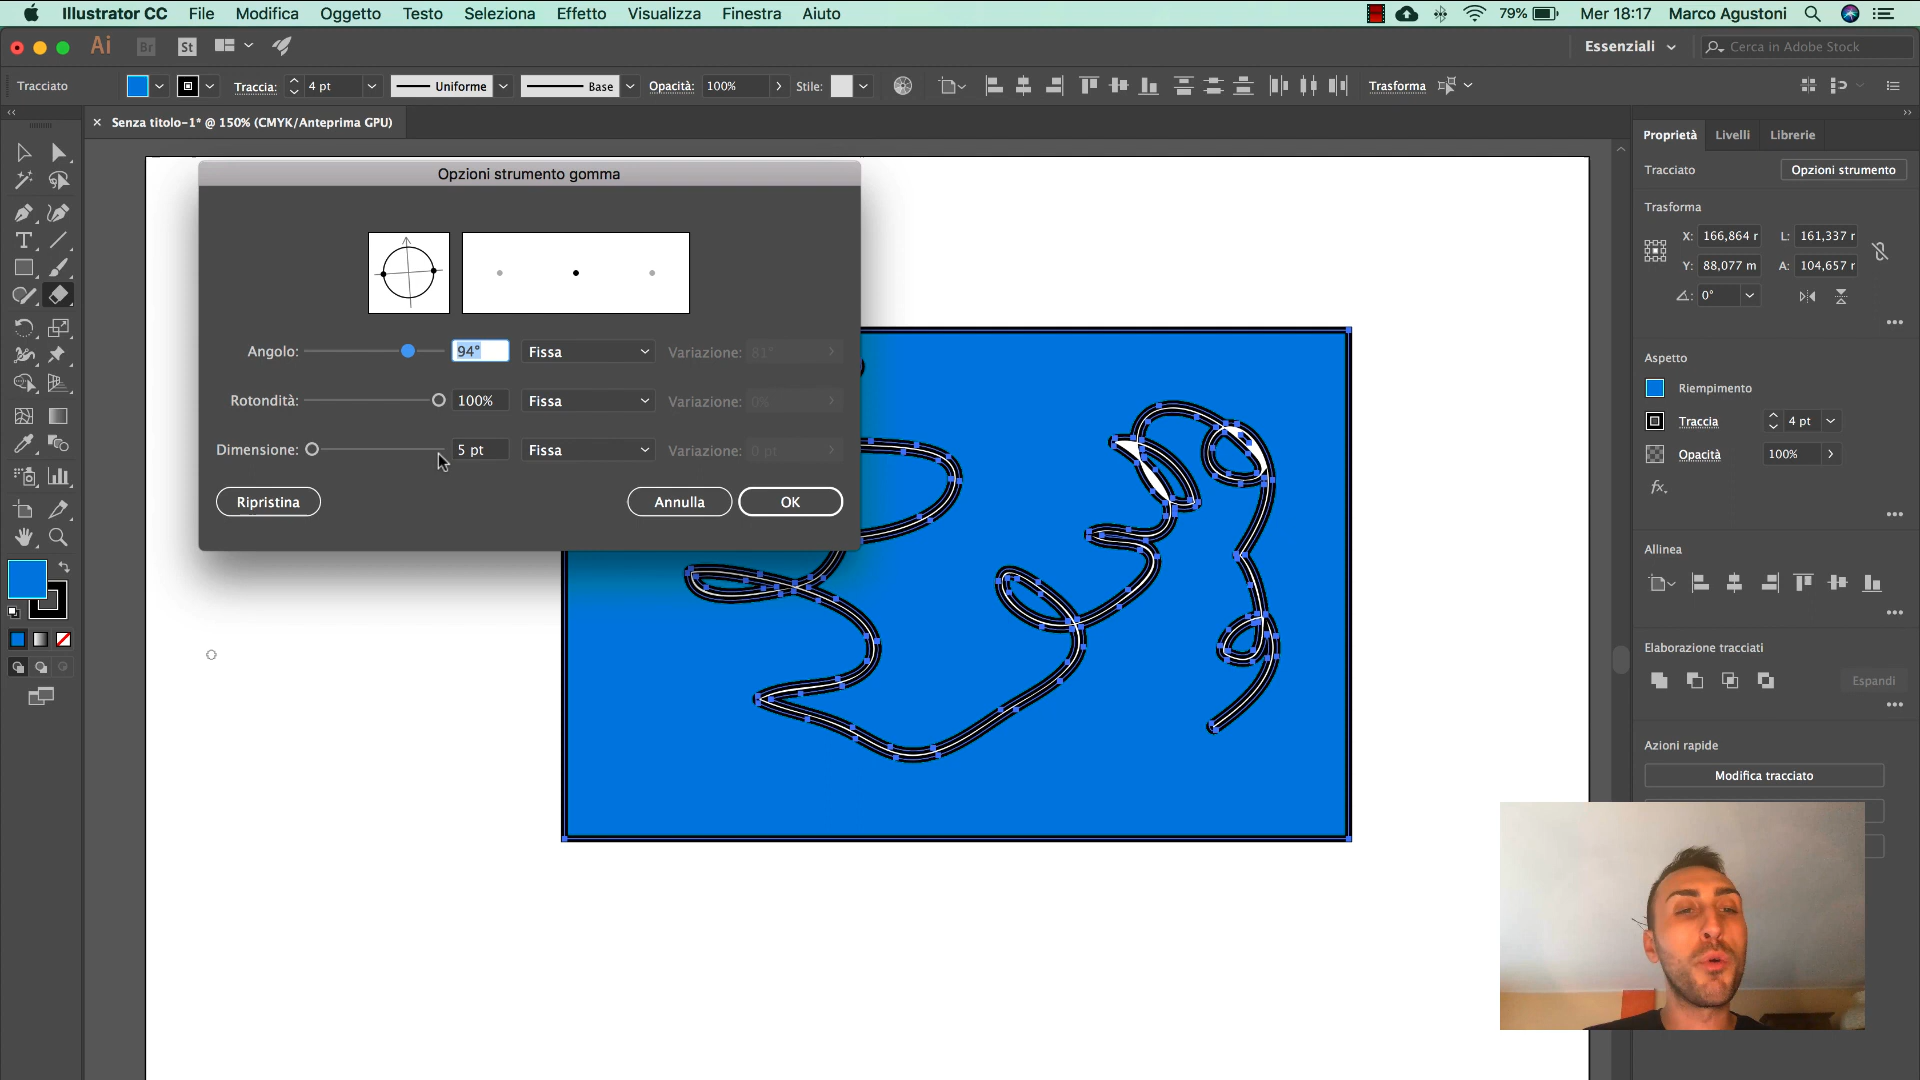 Illustrator CC File Modifica Oggetto Testo Seleziona Effetto Visualizza Finestra Aiuto 79% Mer 18:17 Marco Agustoni
Ai Br St Essenziali Cerca in Adobe Stock
Tracciato Traccia: 4 pt Uniforme Base Opacità: 100% Stile: Trasforma
Senza titolo-1* @ 150% (CMYK/Anteprima GPU)
Opzioni strumento gomma
Angolo: 94° Fissa Variazione: 81°
Rotondità: 100% Fissa Variazione: 0%
Dimensione: 5 pt Fissa Variazione: 0 pt
Ripristina Annulla OK
Proprietà Livelli Librerie
Tracciato Opzioni strumento
Trasforma
X: 166,864 r L: 161,337 r
Y: 88,077 m A: 104,657 r
0°
Aspetto
Riempimento
Traccia 4 pt
Opacità 100%
fx.
Allinea
Elaborazione tracciati
Espandi
Azioni rapide
Modifica tracciato